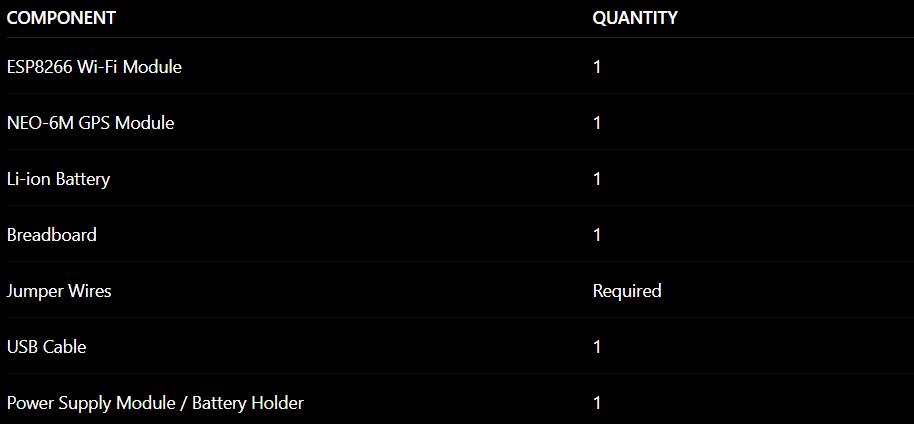 COMPONENT QUANTITY
ESP8266 Wi-Fi Module 1
NEO-6M GPS Module 1
Li-ion Battery 1
Breadboard 1
Jumper Wires Required
USB Cable 1
Power Supply Module / Battery Holder 1